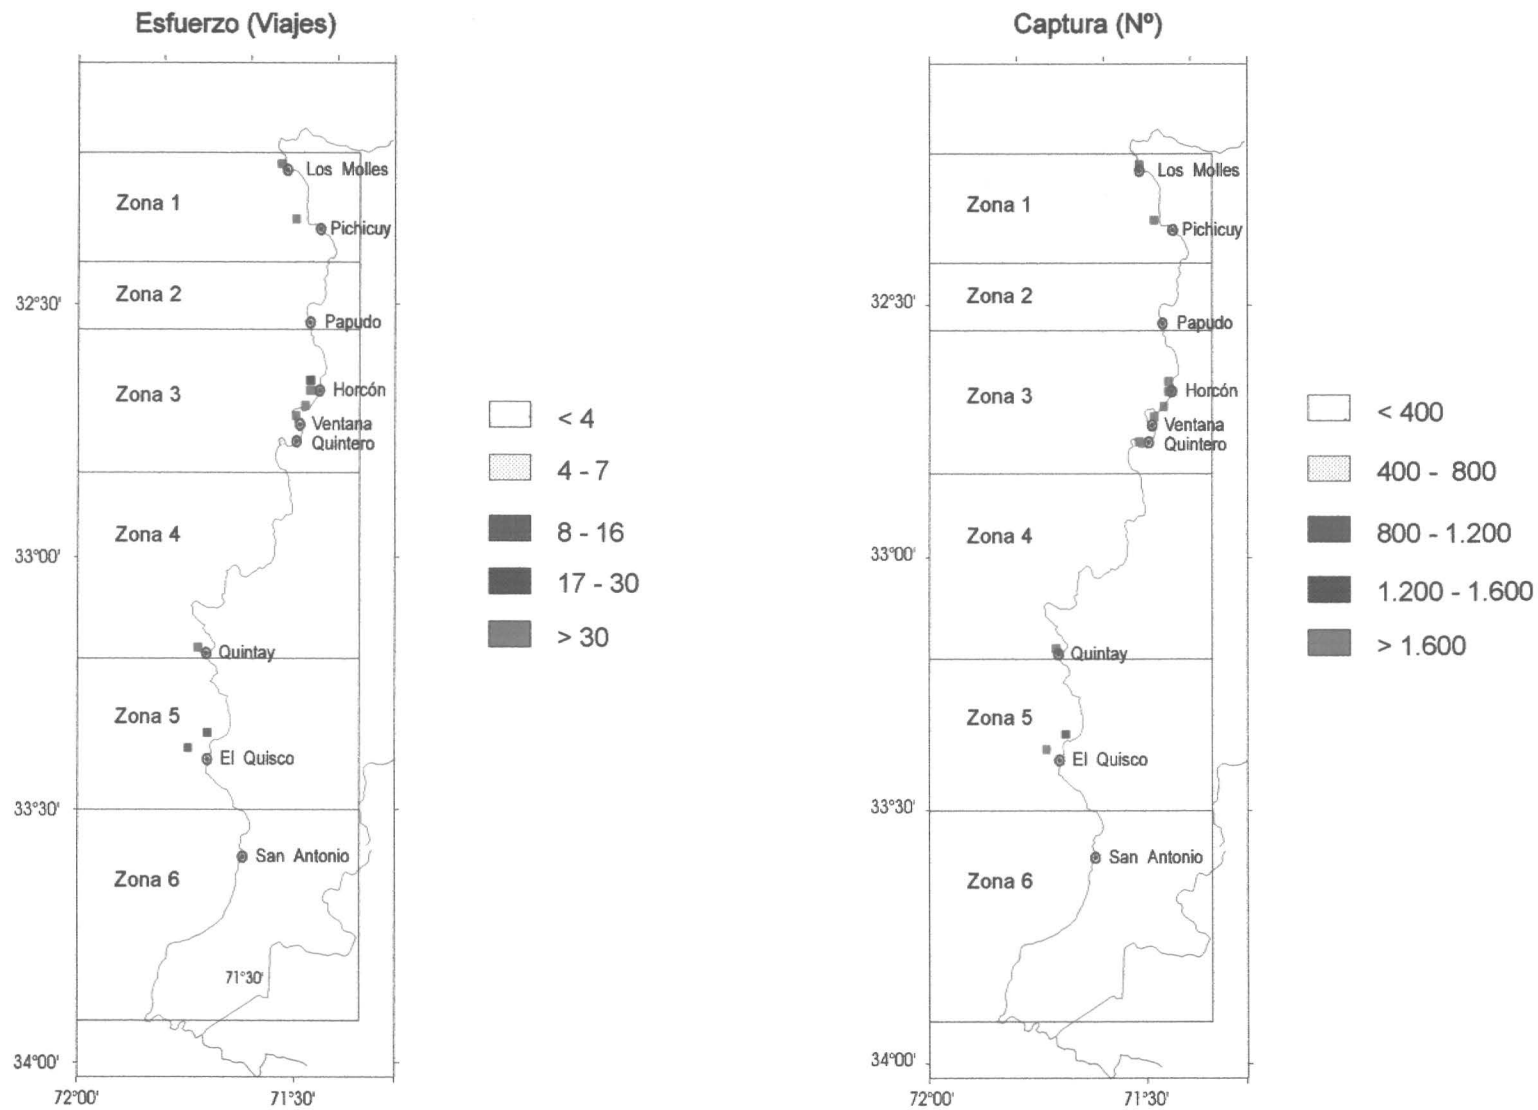 Esfuerzo (Viajes)
72°00'
71°30'
32°30'
33°00'
33°30'
34°00'
Zona 1
Zona 2
Zona 3
Zona 4
Zona 5
Zona 6
Los Molles
Pichicuy
Papudo
Horcón
Ventana
Quintero
Quintay
El Quisco
San Antonio
71°30'
< 4
4 - 7
8 - 16
17 - 30
> 30
Captura (Nº)
32°30'
33°00'
33°30'
34°00'
72°00'
71°30'
Zona 1
Zona 2
Zona 3
Zona 4
Zona 5
Zona 6
Los Molles
Pichicuy
Papudo
Horcón
Ventana
Quintero
Quintay
El Quisco
San Antonio
< 400
400 - 800
800 - 1.200
1.200 - 1.600
> 1.600